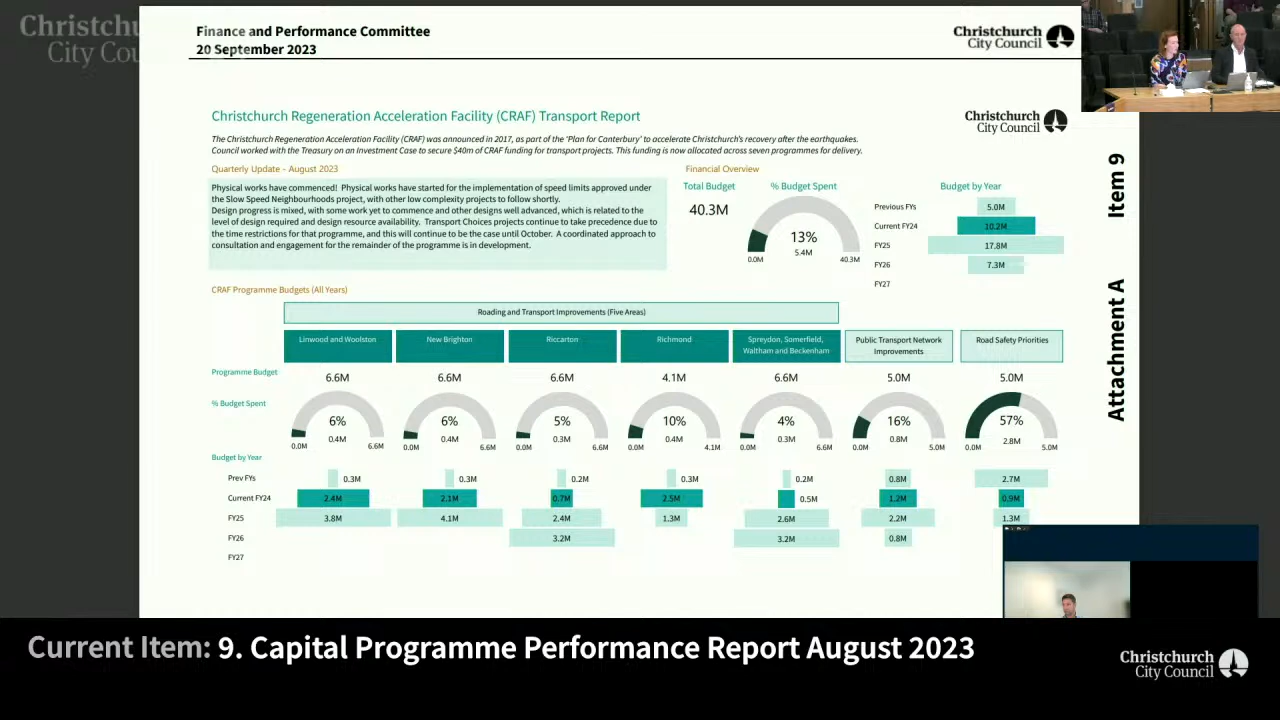 Christchurch
City Cou
Finance and Performance Committee
20 September 2023
Christchurch
City Council
Christchurch Regeneration Acceleration Facility (CRAF) Transport Report
Christchurch
City Council
The Christchurch Regeneration Acceleration Facility (CRAF) was announced in 2017, as part of the 'Plan for Canterbury' to accelerate Christchurch's recovery after the earthquakes.
Council worked with the Treasury on an Investment Case to secure $40m of CRAF funding for transport projects. This funding is now allocated across seven programmes for delivery.
Quarterly Update - August 2023
Physical works have commenced! Physical works have started for the implementation of speed limits approved under
the Slow Speed Neighbourhoods project, with other low complexity projects to follow shortly.
Design progress is mixed, with some work yet to commence and other designs well advanced, which is related to the
level of design required and design resource availability. Transport Choices projects continue to take precedence due to
the time restrictions for that programme, and this will continue to be the case until October. A coordinated approach to
consultation and engagement for the remainder of the programme is in development.
Financial Overview
Total Budget
40.3M
% Budget Spent
13%
5.4M
0.0M 40.3M
Budget by Year
Previous FYs 5.0M
Current FY24 10.2M
FY25 17.8M
FY26 7.3M
FY27
Attachment A Item 9
CRAF Programme Budgets (All Years)
Roading and Transport Improvements (Five Areas)
Linwood and Woolston New Brighton Riccarton Richmond Spreydon, Somerfield, Waltham and Beckenham Public Transport Network Improvements Road Safety Priorities
Programme Budget 6.6M 6.6M 6.6M 4.1M 6.6M 5.0M 5.0M
% Budget Spent 6% 6% 5% 10% 4% 16% 57%
0.4M 0.4M 0.3M 0.4M 0.3M 0.8M 2.8M
0.0M 6.6M 0.0M 6.6M 0.0M 6.6M 0.0M 4.1M 0.0M 6.6M 0.0M 5.0M 0.0M 5.0M
Budget by Year
Prev FYs 0.3M 0.3M 0.2M 0.3M 0.2M 0.8M 2.7M
Current FY24 2.4M 2.1M 0.7M 2.5M 0.5M 1.2M 0.9M
FY25 3.8M 4.1M 2.4M 1.3M 2.6M 2.2M 1.3M
FY26 3.2M 3.2M 0.8M
FY27
Current Item: 9. Capital Programme Performance Report August 2023
Christchurch
City Council